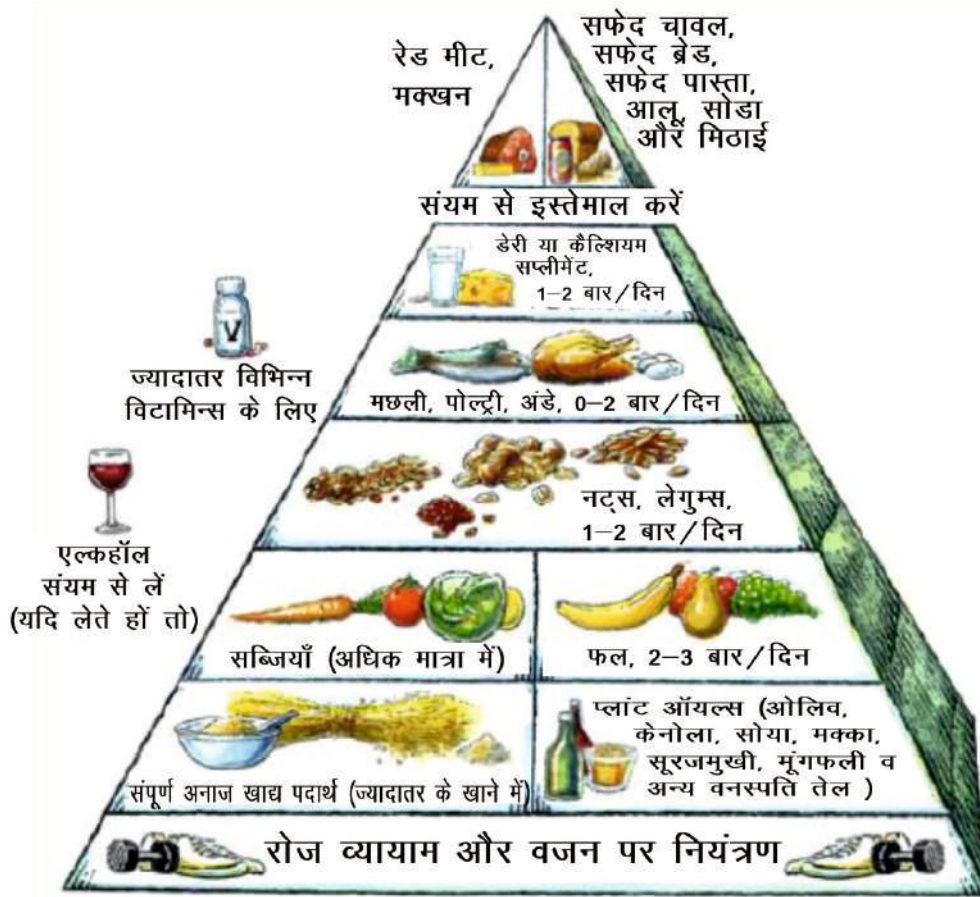 रेड मीट,
मक्खन
सफेद चावल,
सफेद ब्रेड,
सफेद पास्ता,
आलू, सोडा
और मिठाई
संयम से इस्तेमाल करें
डेरी या कैल्शियम
सप्लीमेंट,
1–2 बार/दिन
V
ज्यादातर विभिन्न
विटामिन्स के लिए
मछली, पोल्ट्री, अंडे, 0–2 बार/दिन
नट्स, लेगुम्स,
1–2 बार/दिन
एल्कहॉल
संयम से लें
(यदि लेते हों तो)
सब्जियाँ (अधिक मात्रा में)
फल, 2–3 बार/दिन
संपूर्ण अनाज खाद्य पदार्थ (ज्यादातर के खाने में)
प्लांट ऑयल्स (ओलिव,
केनोला, सोया, मक्का,
सूरजमुखी, मूंगफली व
अन्य वनस्पति तेल )
रोज व्यायाम और वजन पर नियंत्रण